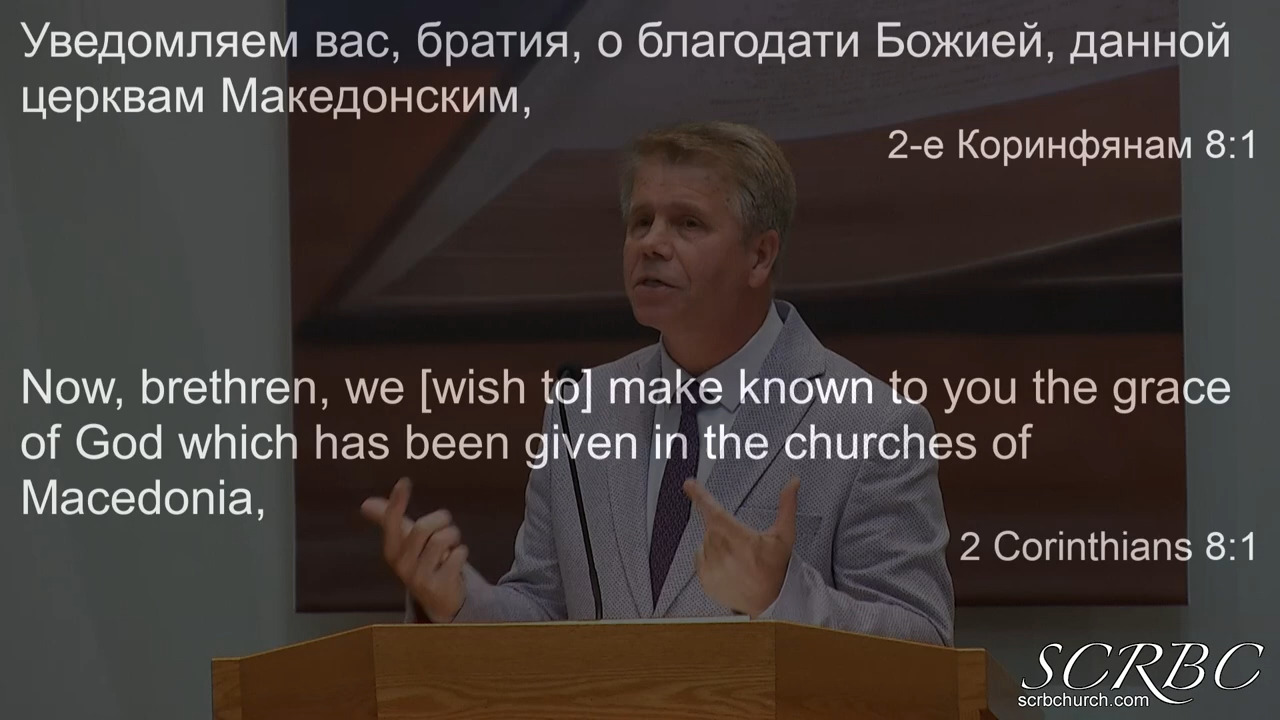 Уведомляем вас, братия, о благодати Божией, данной
церквам Македонским,
2-е Коринфянам 8:1
Now, brethren, we [wish to] make known to you the grace
of God which has been given in the churches of
Macedonia,
2 Corinthians 8:1
SCRBC
scrbchurch.com